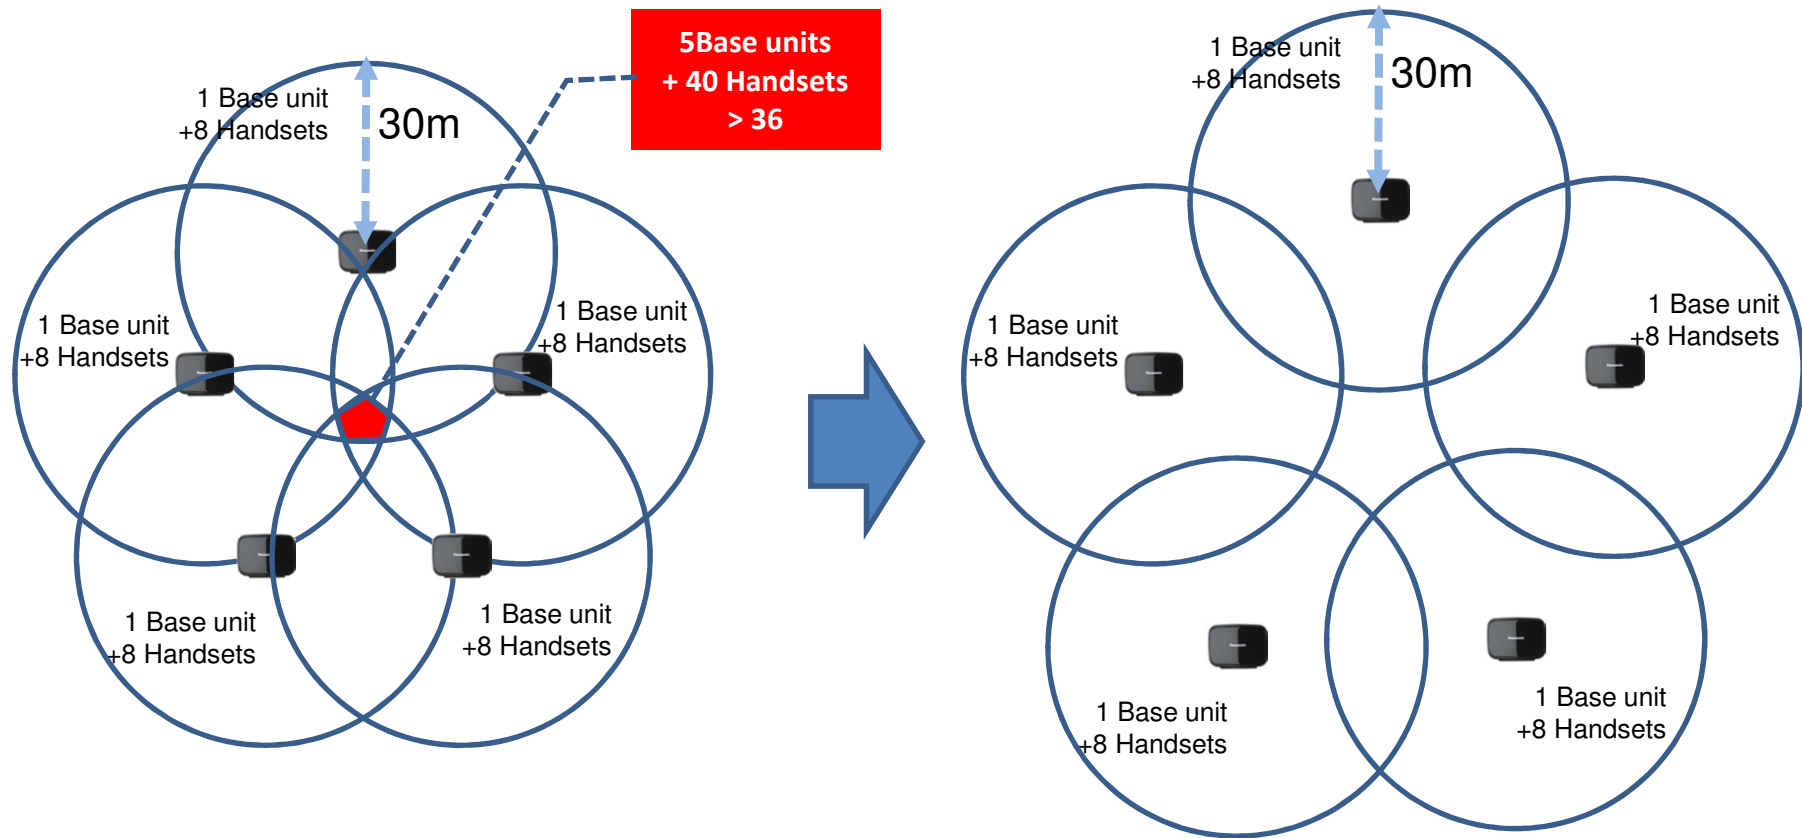 5Base units
+ 40 Handsets
> 36
1 Base unit
+8 Handsets
30m
1 Base unit
+8 Handsets
1 Base unit
+8 Handsets
1 Base unit
+8 Handsets
1 Base unit
+8 Handsets
1 Base unit
+8 Handsets
30m
1 Base unit
+8 Handsets
1 Base unit
+8 Handsets
1 Base unit
+8 Handsets
1 Base unit
+8 Handsets